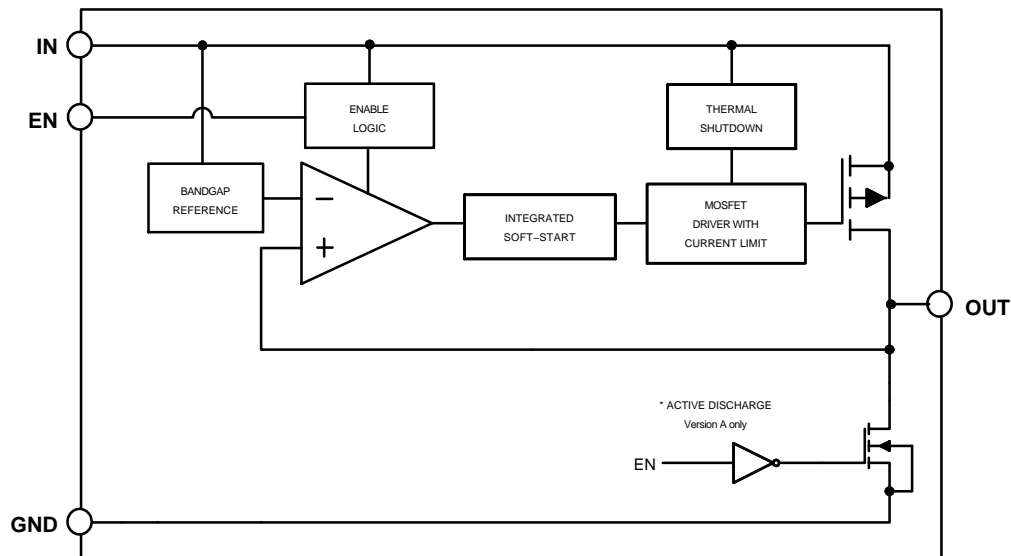 IN
EN
ENABLE
LOGIC
THERMAL
SHUTDOWN
BANDGAP
REFERENCE
−
+
INTEGRATED
SOFT−START
MOSFET
DRIVER WITH
CURRENT LIMIT
OUT
* ACTIVE DISCHARGE
Version A only
EN
GND